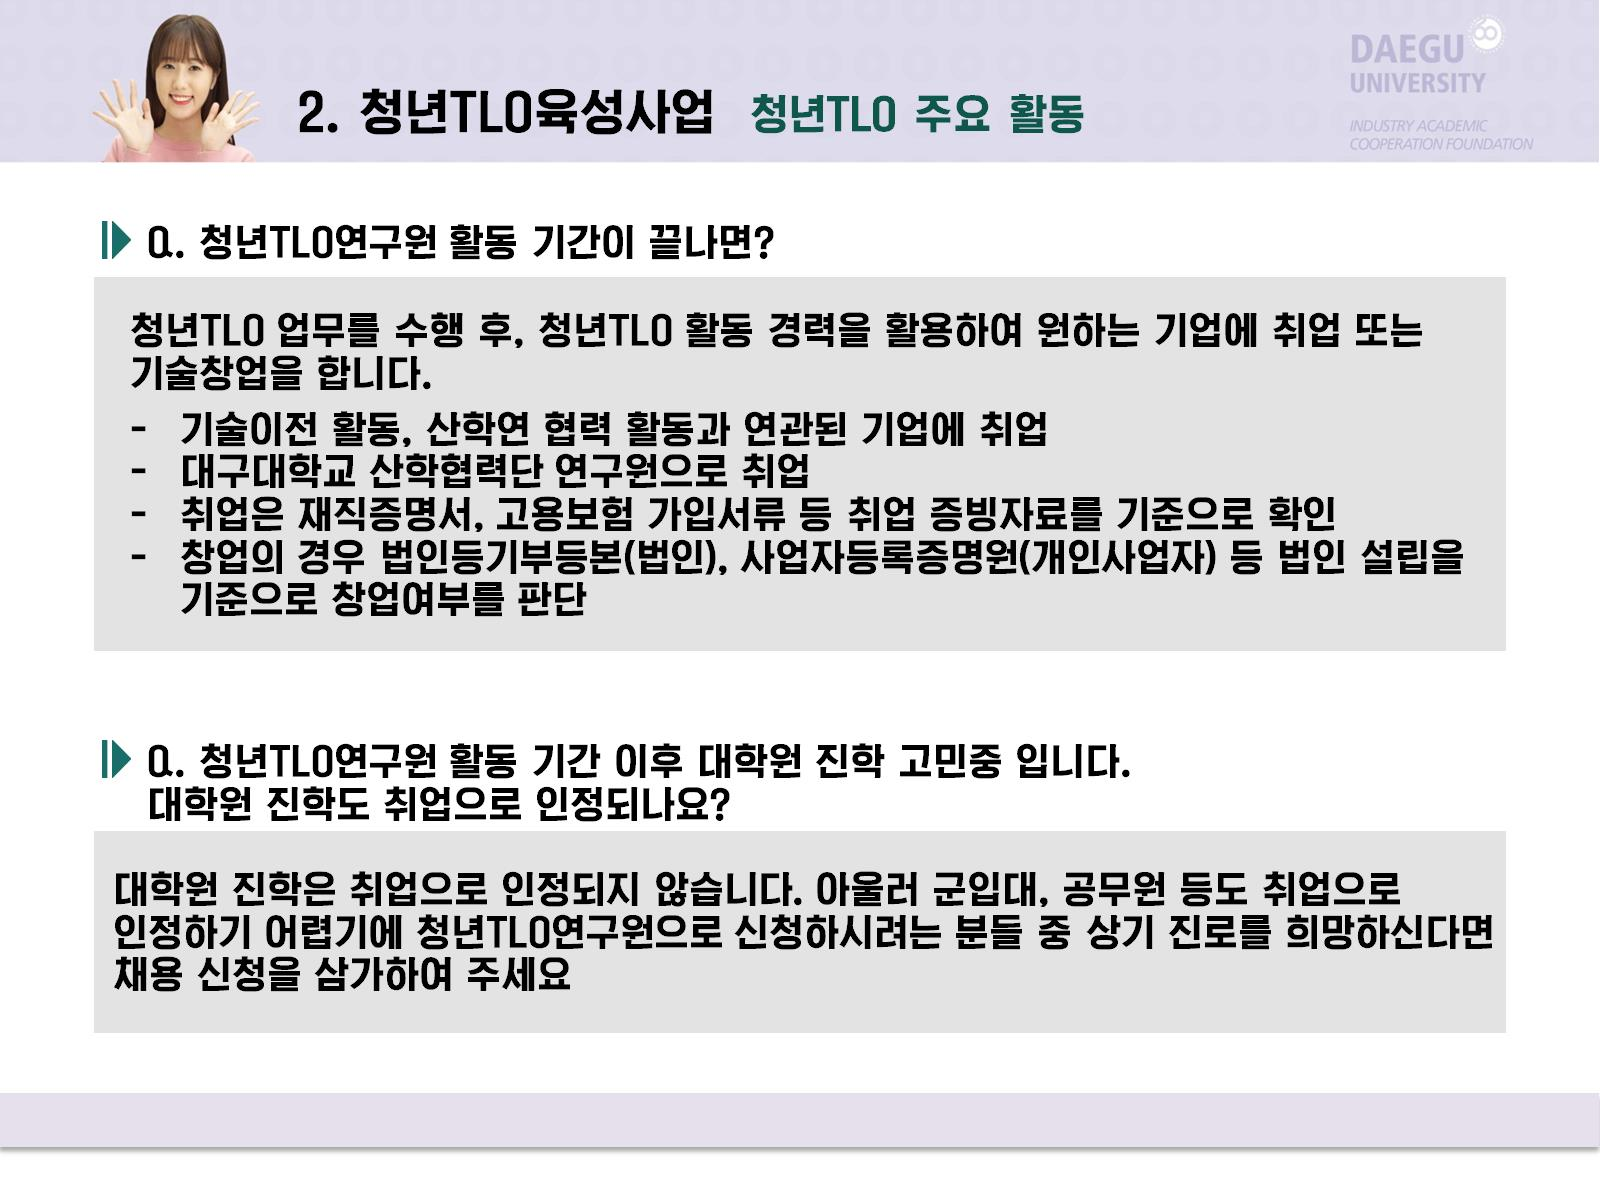 2. 청년TLO육성사업 청년TLO 주요 활동
DAEGU
UNIVERSITY
INDUSTRY ACADEMIC
COOPERATION FOUNDATION
Q. 청년TLO연구원 활동 기간이 끝나면?
청년TLO 업무를 수행 후, 청년TLO 활동 경력을 활용하여 원하는 기업에 취업 또는
기술창업을 합니다.
- 기술이전 활동, 산학연 협력 활동과 연관된 기업에 취업
- 대구대학교 산학협력단 연구원으로 취업
- 취업은 재직증명서, 고용보험 가입서류 등 취업 증빙자료를 기준으로 확인
- 창업의 경우 법인등기부등본(법인), 사업자등록증명원(개인사업자) 등 법인 설립을
기준으로 창업여부를 판단
Q. 청년TLO연구원 활동 기간 이후 대학원 진학 고민중 입니다.
대학원 진학도 취업으로 인정되나요?
대학원 진학은 취업으로 인정되지 않습니다. 아울러 군입대, 공무원 등도 취업으로
인정하기 어렵기에 청년TLO연구원으로 신청하시려는 분들 중 상기 진로를 희망하신다면
채용 신청을 삼가하여 주세요